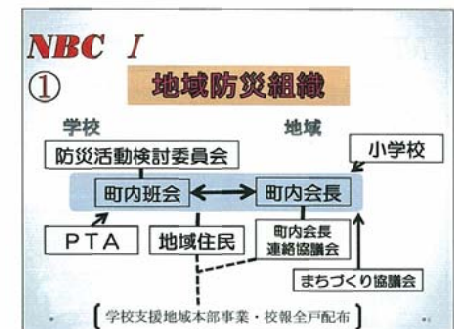 NBC I
①
地域防災組織
学校
地域
防災活動検討委員会
小学校
町内班会
町内会長
PTA
地域住民
町内会長
連絡協議会
まちづくり協議会
学校支援地域本部事業・校報全戸配布